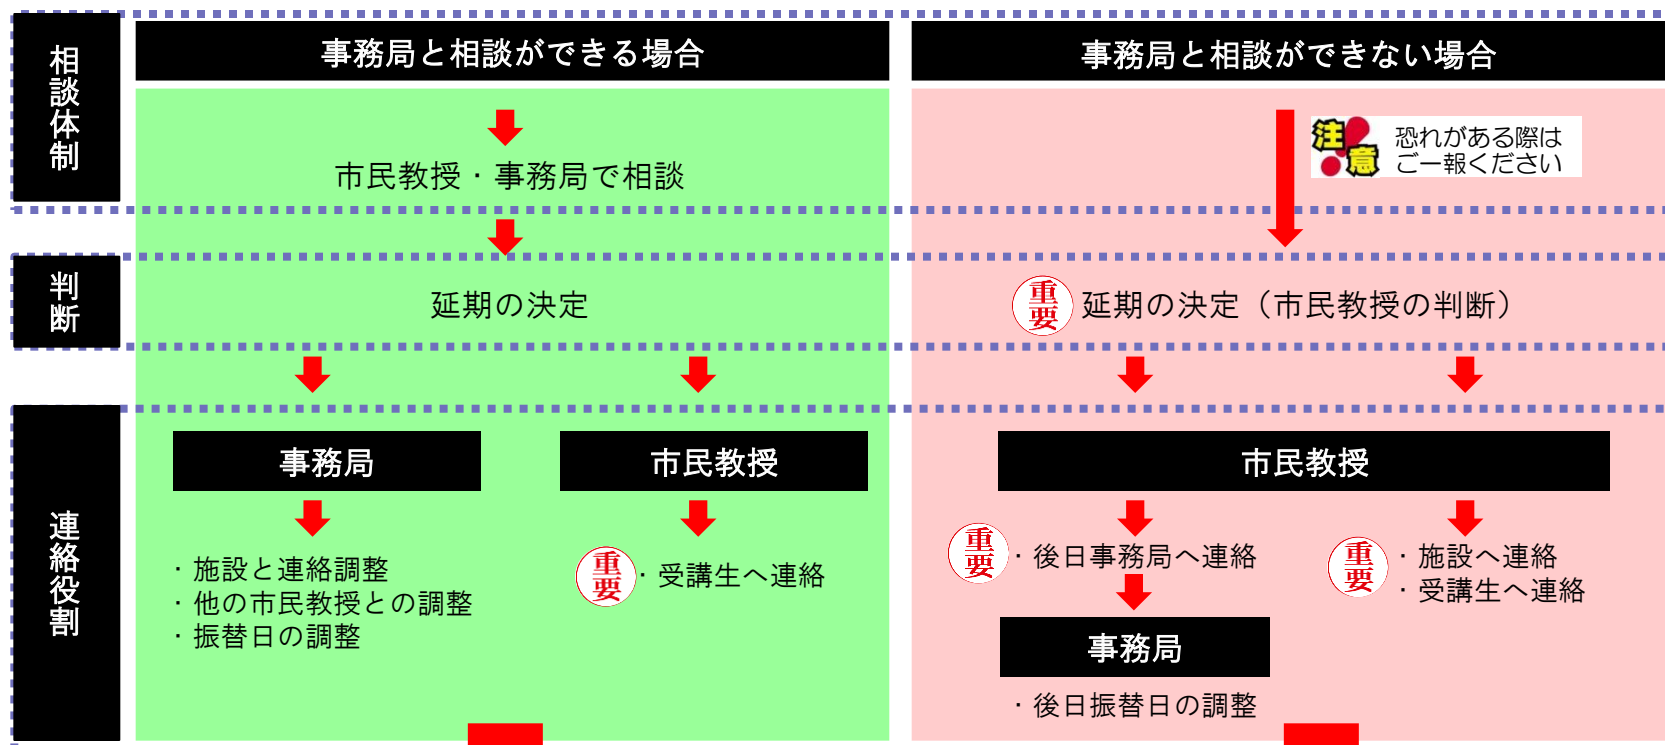 相談体制
事務局と相談ができる場合
市民教授・事務局で相談
事務局と相談ができない場合
注意
恐れがある際は
ご一報ください
判断
延期の決定
重要
延期の決定（市民教授の判断）
連絡役割
事務局
・施設と連絡調整
・他の市民教授との調整
・振替日の調整
市民教授
重要
・受講生へ連絡
市民教授
重要
・後日事務局へ連絡
事務局
・後日振替日の調整
重要
・施設へ連絡
・受講生へ連絡